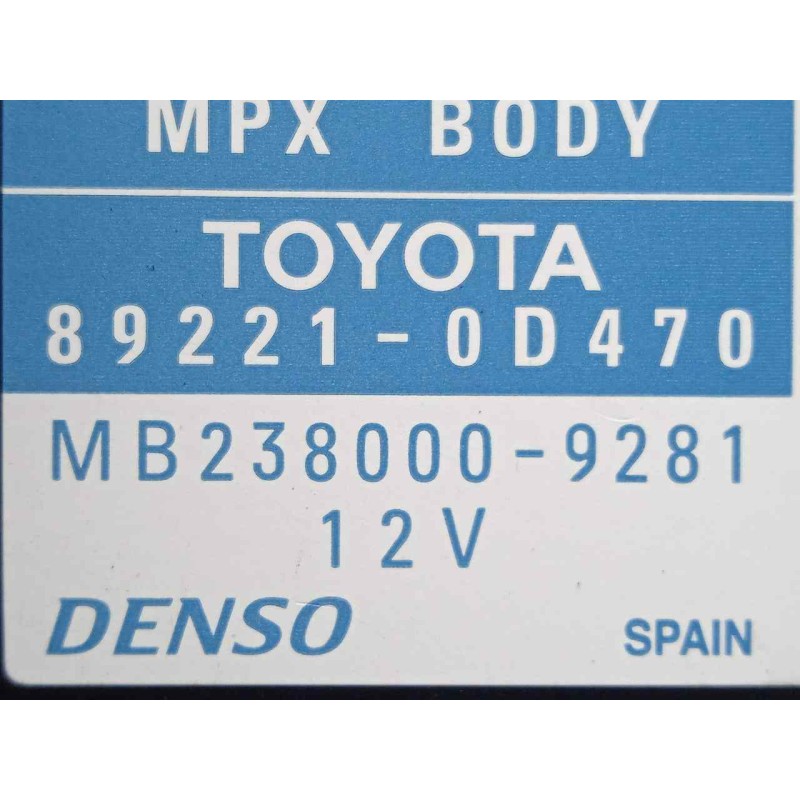 MPX BODY
TOYOTA
89221-0D470
MB238000-9281
12V
DENSO SPAIN